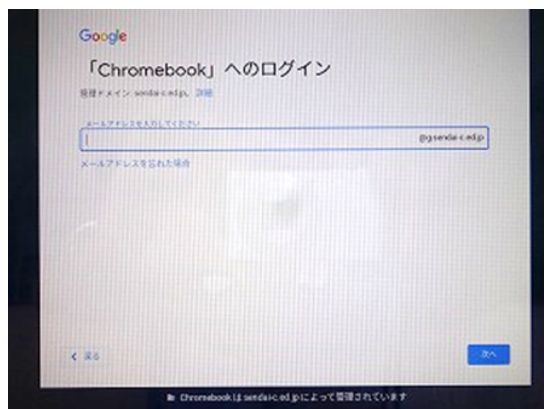 Google
「Chromebook」へのログイン
管理ドメイン sendai-c.ed.jp。 詳細
メールアドレスを入力してください
@g.sendai-c.ed.jp
メールアドレスを忘れた場合
< 戻る
次へ
Chromebook は sendai-c.ed.jp によって管理されています